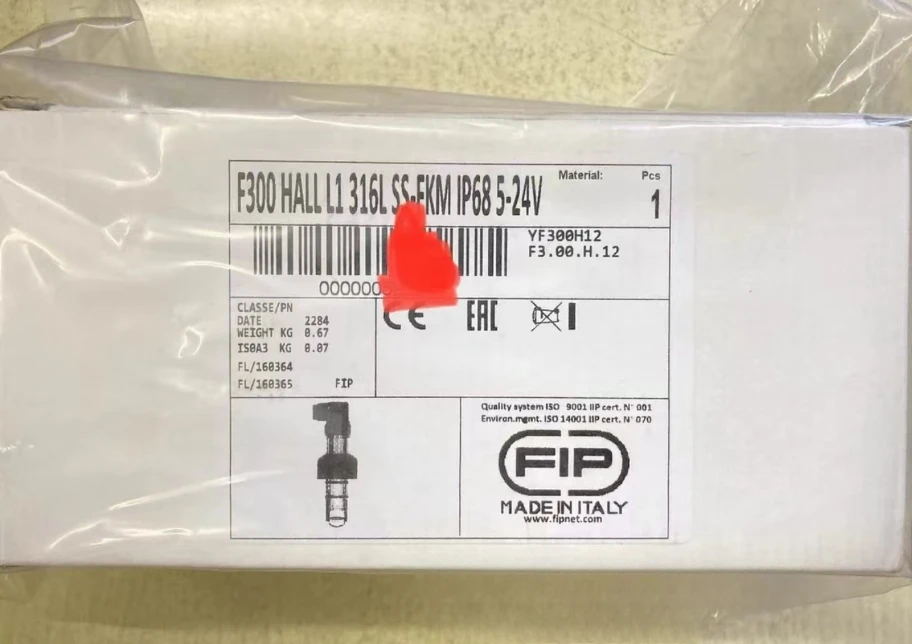 F300 HALL L1 316L SS-FKM IP68 5-24V
Material:
Pcs
1
YF300H12
F3.00.H.12
CLASSE/PN
DATE 2284
WEIGHT KG 0.67
ISOA3 KG 0.07
FL/160364
FL/160365 FIP
CE EAC
Quality system ISO 9001 IIP cert. N° 001
Environ.mgmt. ISO 14001 IIP cert. N° 070
FIP
MADE IN ITALY
www.fipnet.com